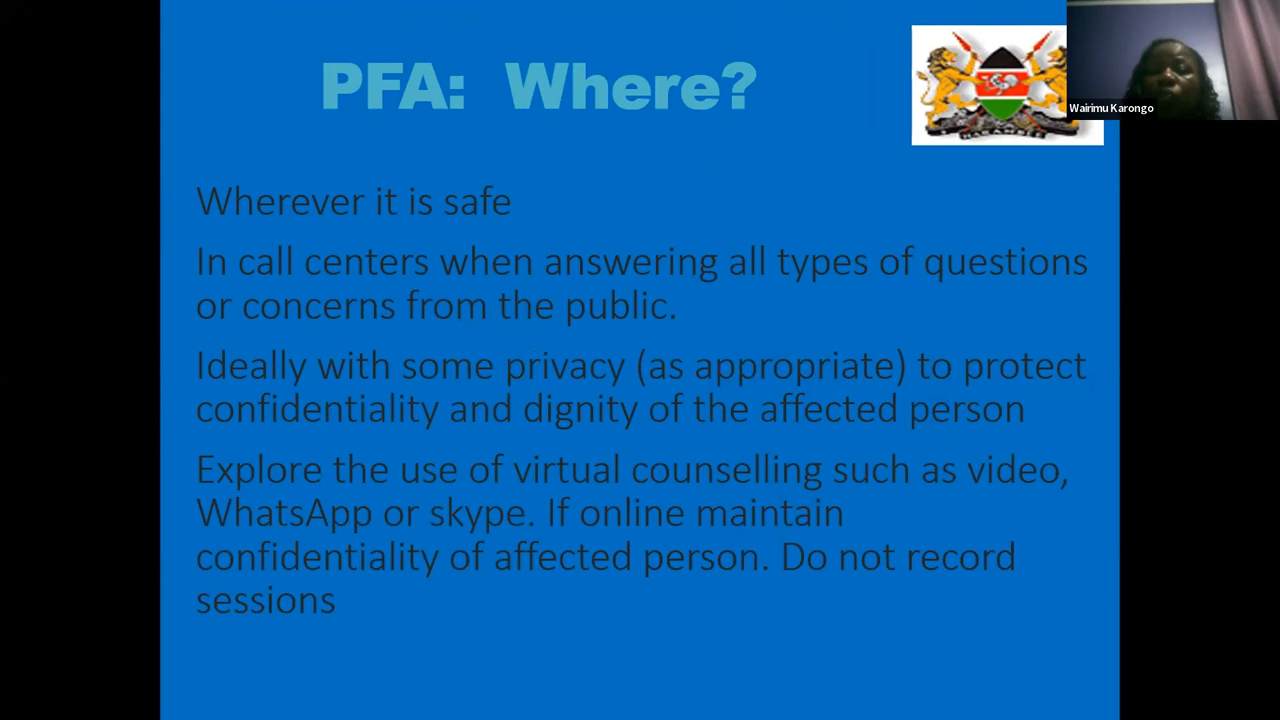 PFA: Where?
Wairimu Karongo
HARAMBEE
Wherever it is safe
In call centers when answering all types of questions
or concerns from the public.
Ideally with some privacy (as appropriate) to protect
confidentiality and dignity of the affected person
Explore the use of virtual counselling such as video,
WhatsApp or skype. If online maintain
confidentiality of affected person. Do not record
sessions